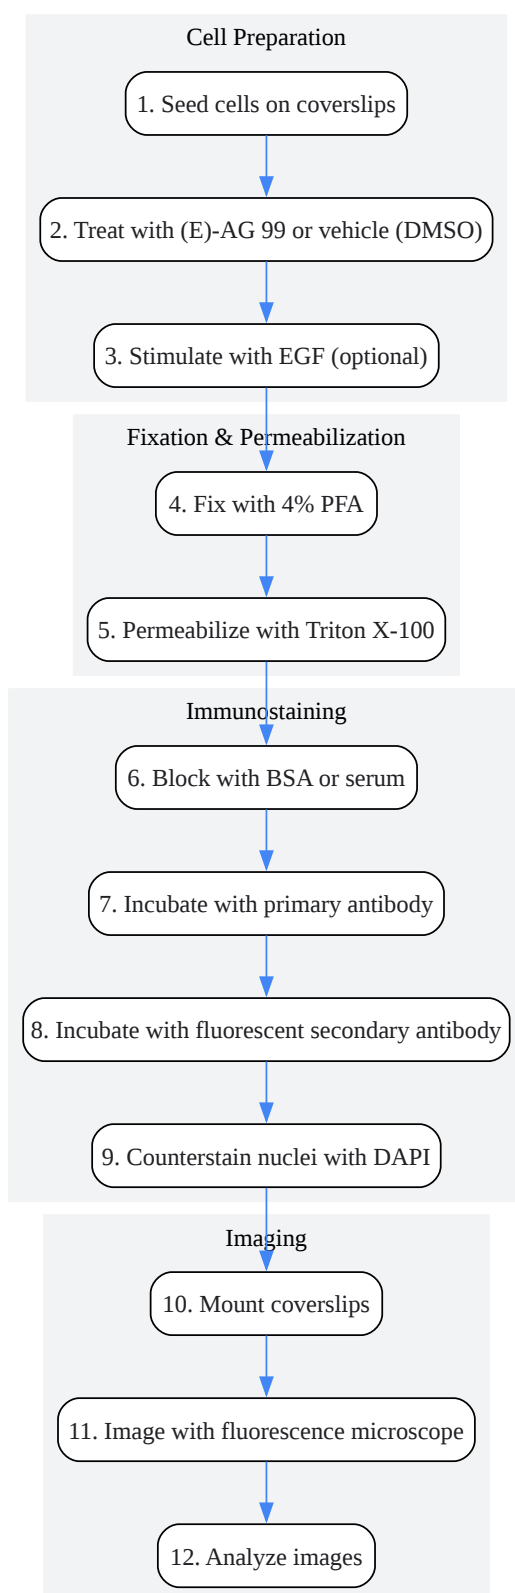 Cell Preparation
1. Seed cells on coverslips
2. Treat with (E)-AG 99 or vehicle (DMSO)
3. Stimulate with EGF (optional)
Fixation & Permeabilization
4. Fix with 4% PFA
5. Permeabilize with Triton X-100
Immunostaining
6. Block with BSA or serum
7. Incubate with primary antibody
8. Incubate with fluorescent secondary antibody
9. Counterstain nuclei with DAPI
Imaging
10. Mount coverslips
11. Image with fluorescence microscope
12. Analyze images